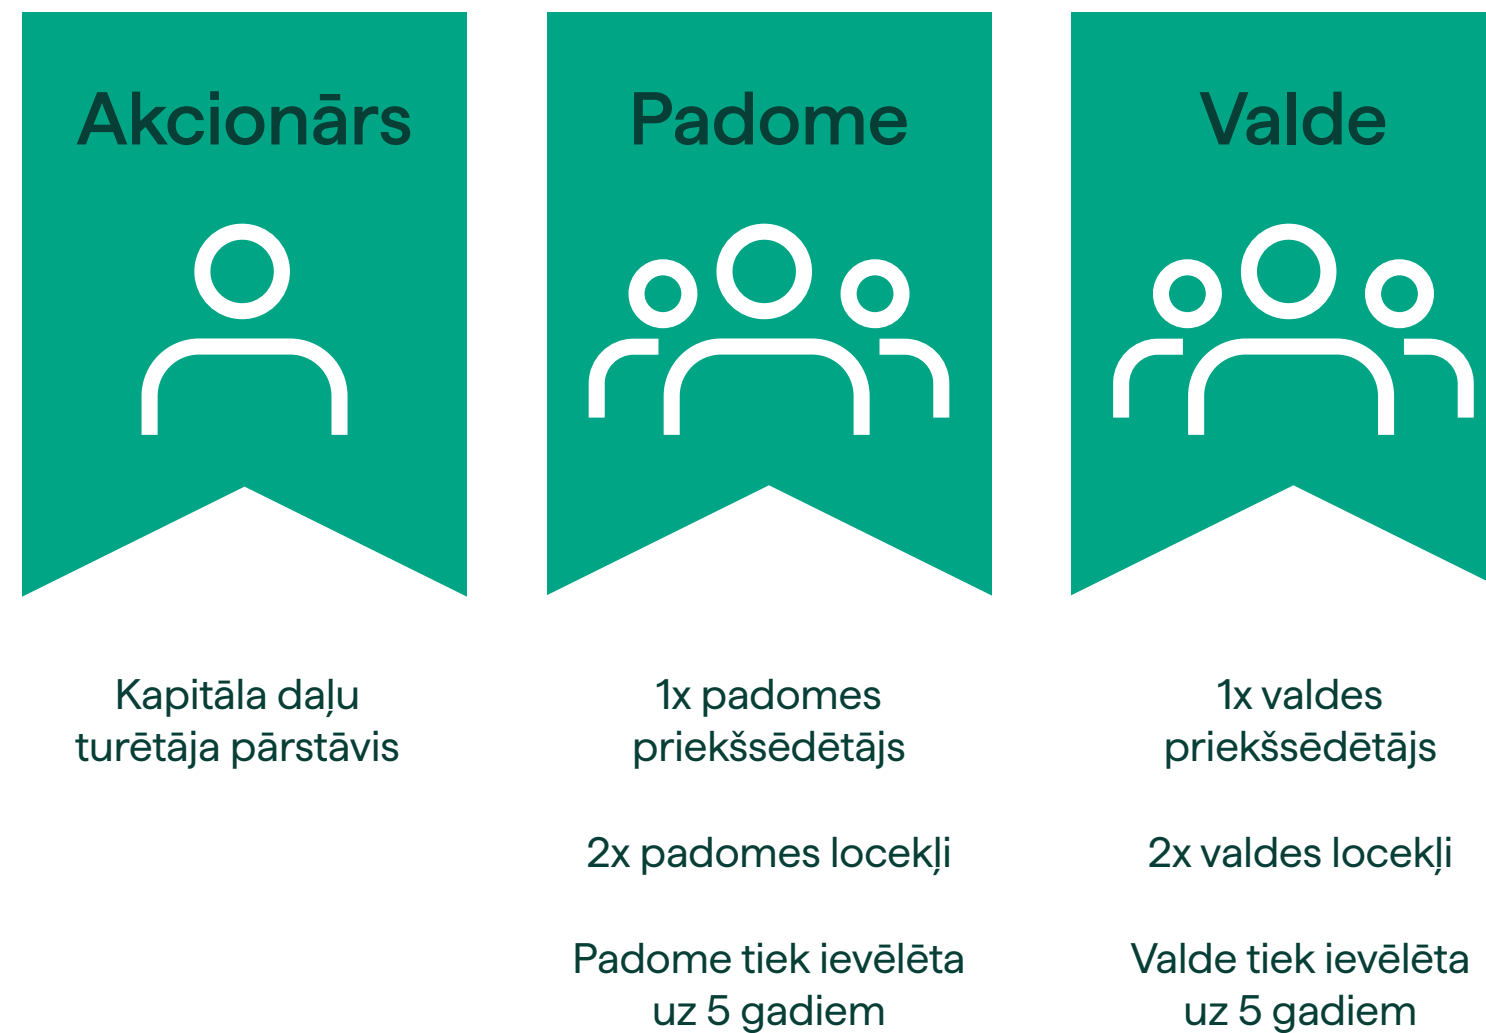 Akcionārs
Kapitāla daļu
turētāja pārstāvis
Padome
1x padomes
priekšsēdētājs
2x padomes locekļi
Padome tiek ievēlēta
uz 5 gadiem
Valde
1x valdes
priekšsēdētājs
2x valdes locekļi
Valde tiek ievēlēta
uz 5 gadiem